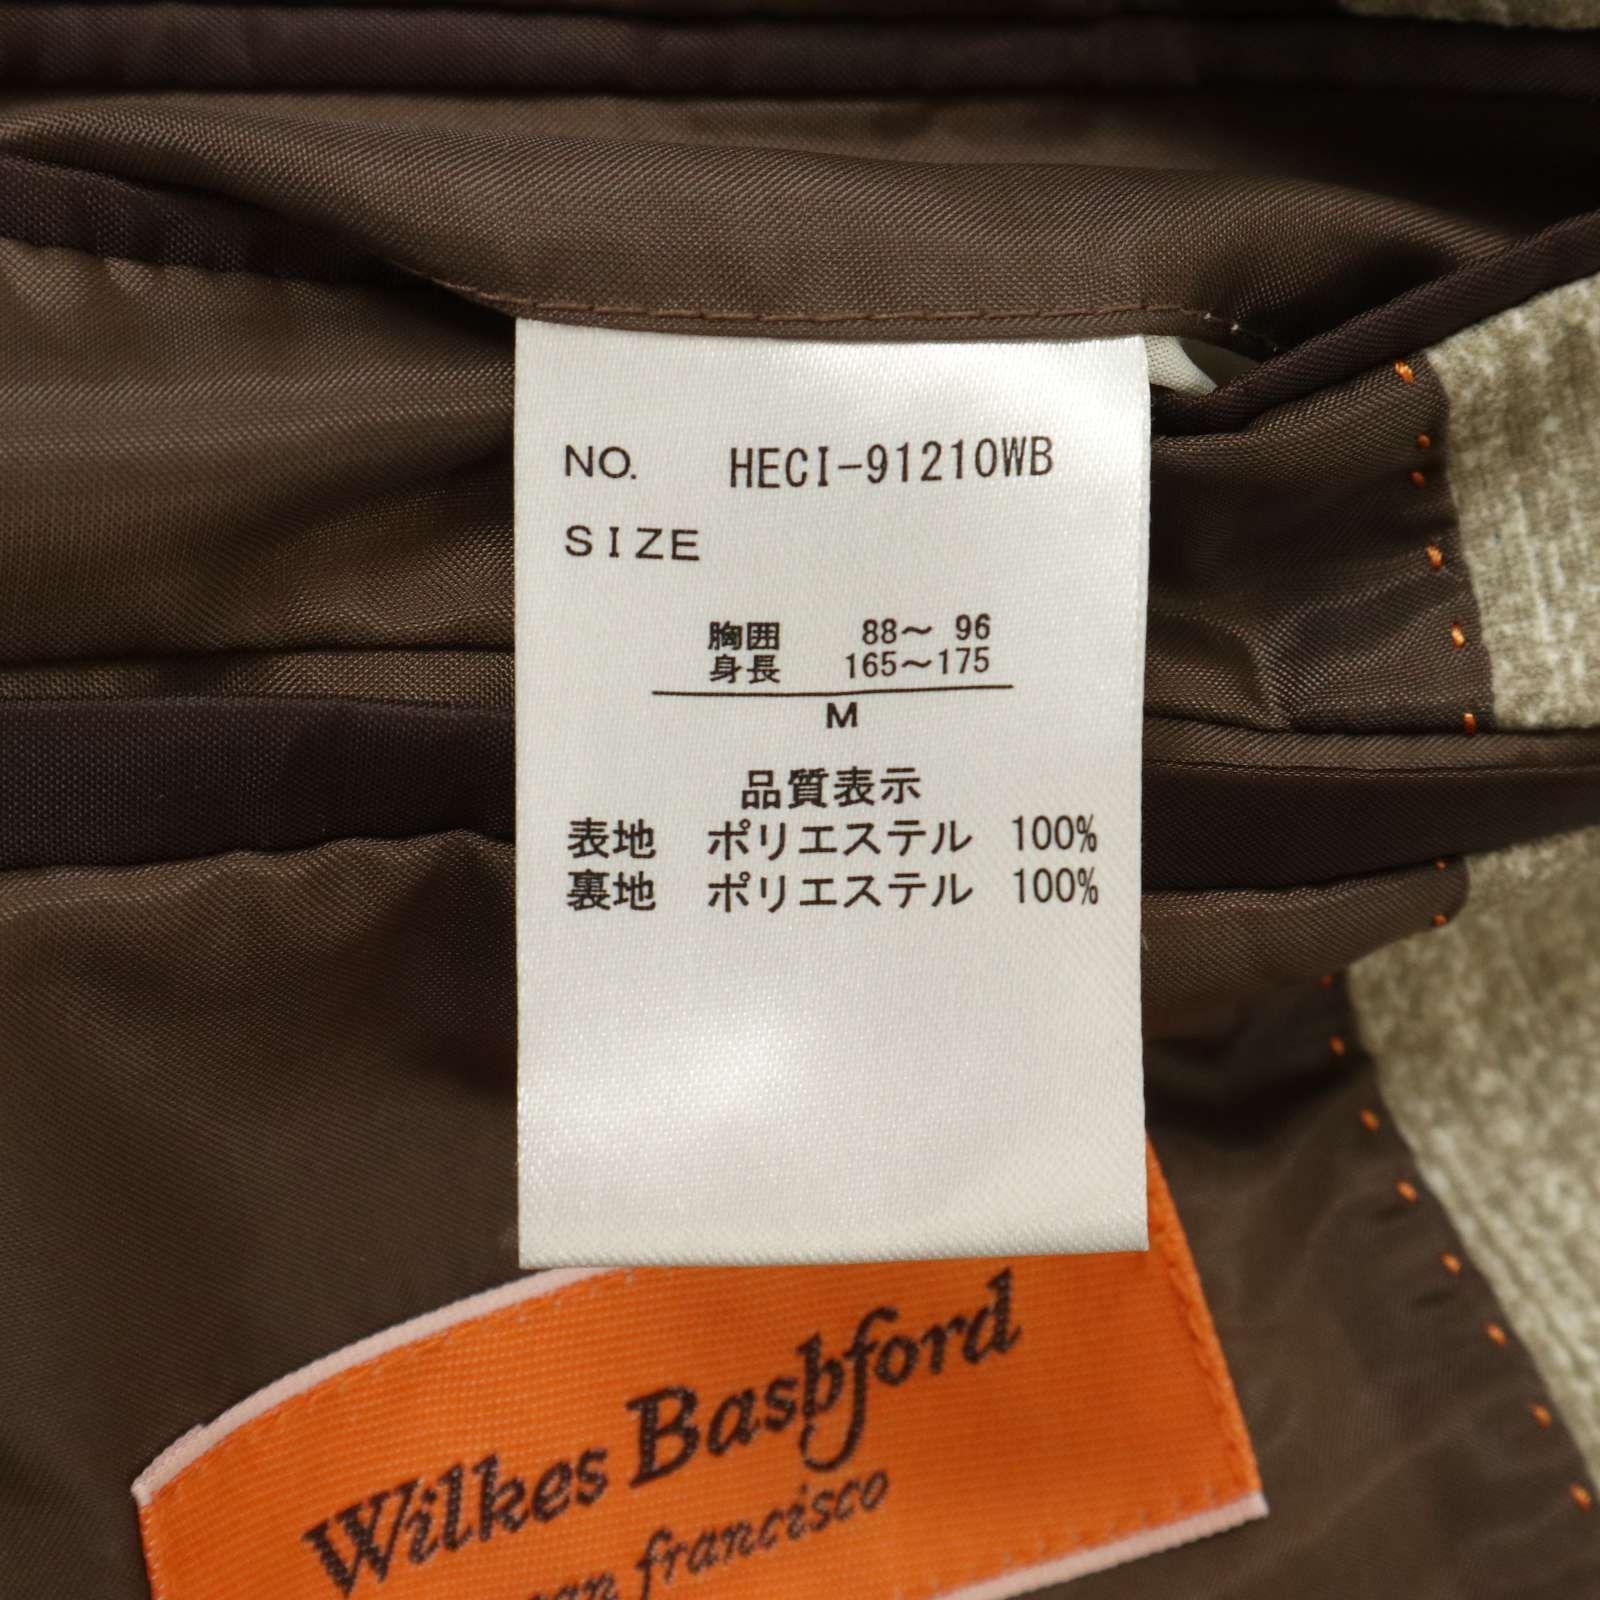 NO. HECI-91210WB
SIZE
胸囲 88～ 96
身長 165～175
M
品質表示
表地 ポリエステル 100%
裏地 ポリエステル 100%
Wilkes Bashford
san francisco